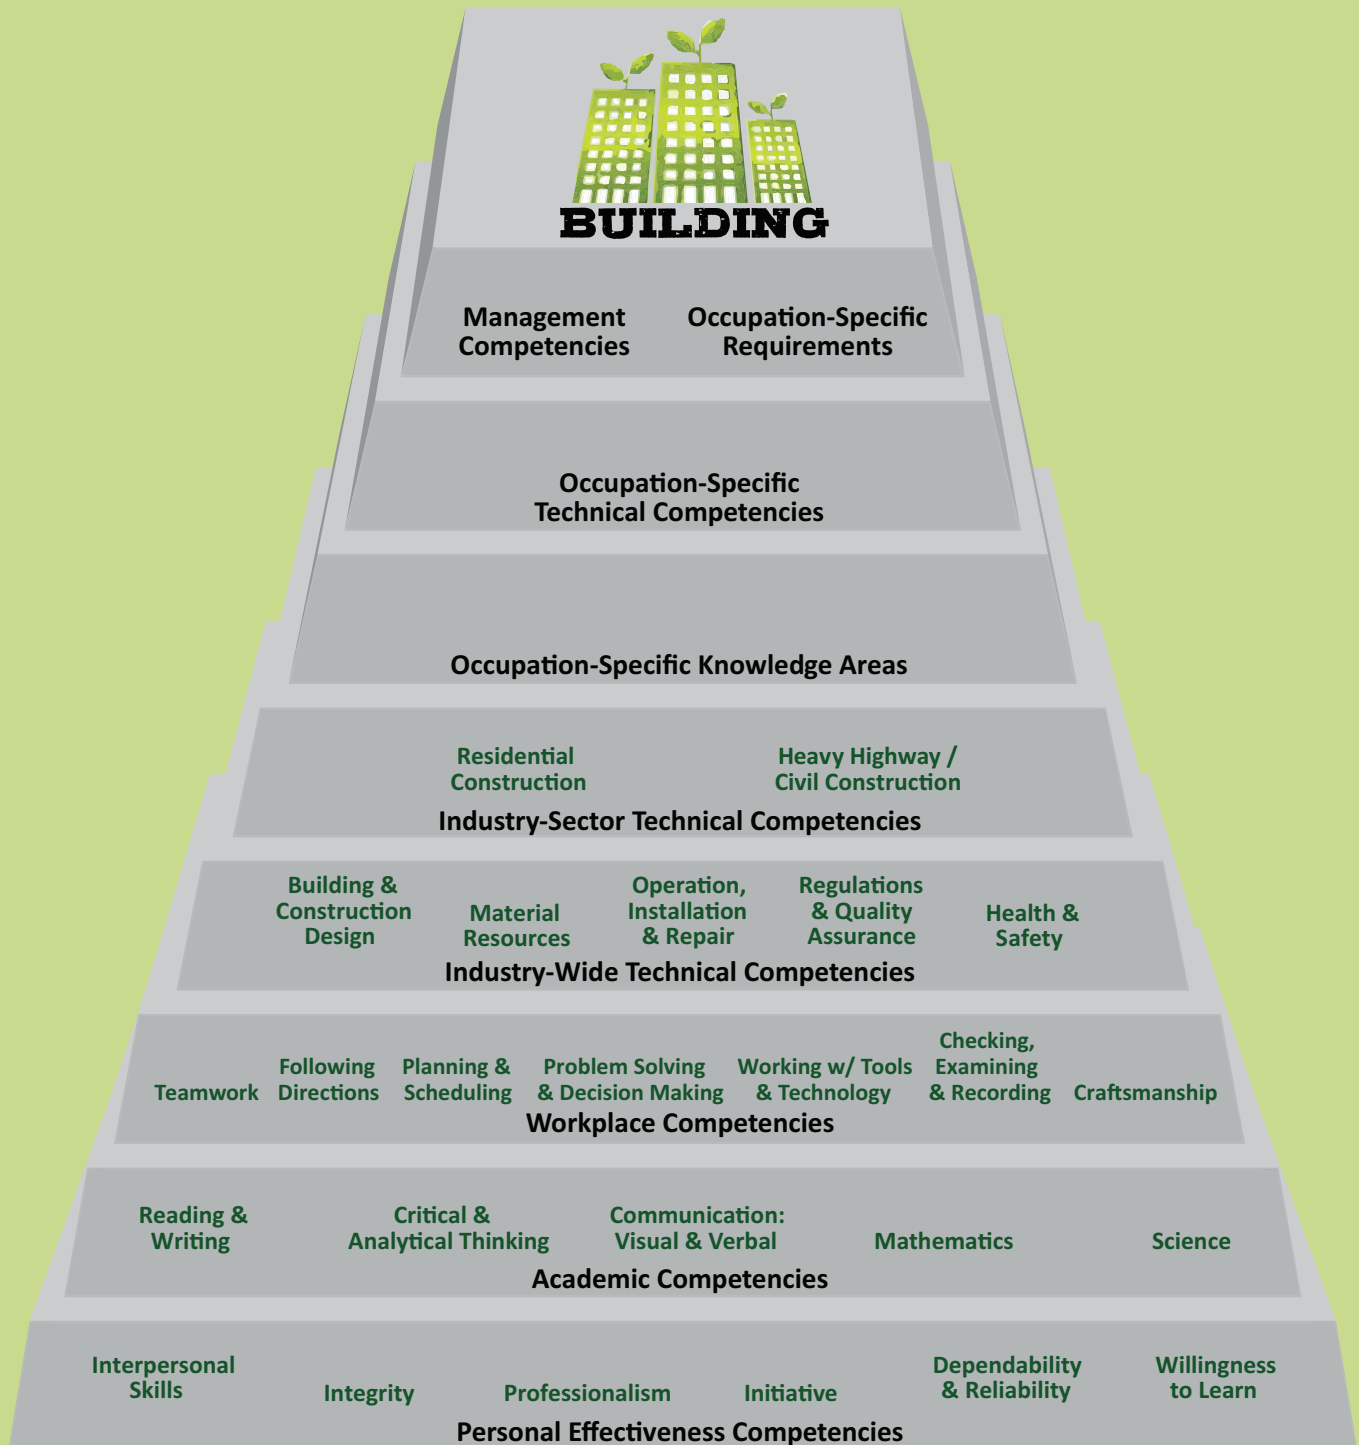 BUILDING
Management
Competencies
Occupation-Specific
Requirements
Occupation-Specific
Technical Competencies
Occupation-Specific Knowledge Areas
Residential
Construction
Heavy Highway /
Civil Construction
Industry-Sector Technical Competencies
Building &
Construction
Design
Material
Resources
Operation,
Installation
& Repair
Regulations
& Quality
Assurance
Health &
Safety
Industry-Wide Technical Competencies
Teamwork
Following
Directions
Planning &
Scheduling
Problem Solving
& Decision Making
Working w/ Tools
& Technology
Checking,
Examining
& Recording
Craftsmanship
Workplace Competencies
Reading &
Writing
Critical &
Analytical Thinking
Communication:
Visual & Verbal
Mathematics
Science
Academic Competencies
Interpersonal
Skills
Integrity
Professionalism
Initiative
Dependability
& Reliability
Willingness
to Learn
Personal Effectiveness Competencies